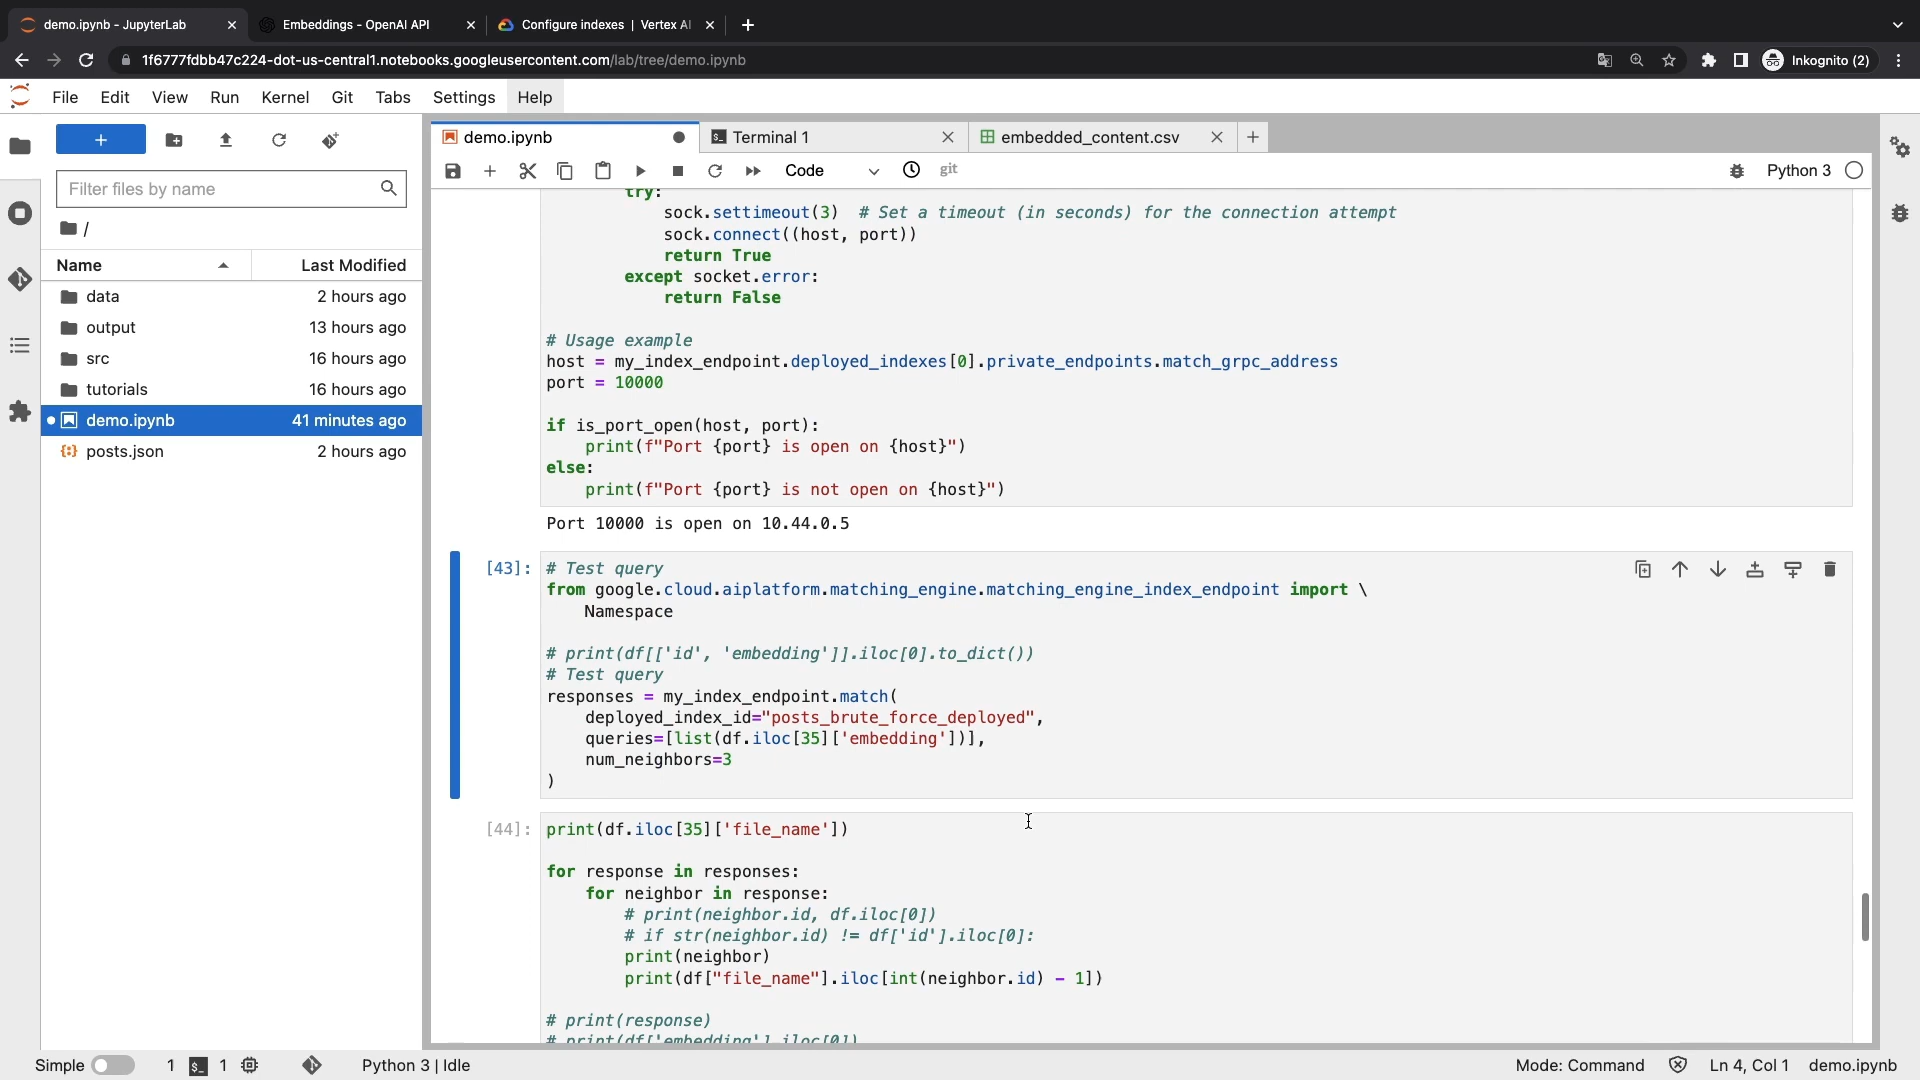 demo.ipynb - JupyterLab
Embeddings - OpenAI API
Configure indexes | Vertex AI
1f6777fdbb47c224-dot-us-central1.notebooks.googleusercontent.com/lab/tree/demo.ipynb
Inkognito (2)
File Edit View Run Kernel Git Tabs Settings Help
demo.ipynb
Terminal 1
embedded_content.csv
Code
git
Python 3
Filter files by name
/
Name Last Modified
data 2 hours ago
output 13 hours ago
src 16 hours ago
tutorials 16 hours ago
demo.ipynb 41 minutes ago
posts.json 2 hours ago
try:
sock.settimeout(3)  # Set a timeout (in seconds) for the connection attempt
sock.connect((host, port))
return True
except socket.error:
return False
# Usage example
host = my_index_endpoint.deployed_indexes[0].private_endpoints.match_grpc_address
port = 10000
if is_port_open(host, port):
print(f"Port {port} is open on {host}")
else:
print(f"Port {port} is not open on {host}")
Port 10000 is open on 10.44.0.5
[43]: # Test query
from google.cloud.aiplatform.matching_engine.matching_engine_index_endpoint import \
Namespace
# print(df[['id', 'embedding']].iloc[0].to_dict())
# Test query
responses = my_index_endpoint.match(
deployed_index_id="posts_brute_force_deployed",
queries=[list(df.iloc[35]['embedding'])],
num_neighbors=3
)
[44]: print(df.iloc[35]['file_name'])
for response in responses:
for neighbor in response:
# print(neighbor.id, df.iloc[0])
# if str(neighbor.id) != df['id'].iloc[0]:
print(neighbor)
print(df["file_name"].iloc[int(neighbor.id) - 1])
# print(response)
# print(df['embedding'].iloc[0])
Simple 1 1 Python 3 | Idle Mode: Command Ln 4, Col 1 demo.ipynb